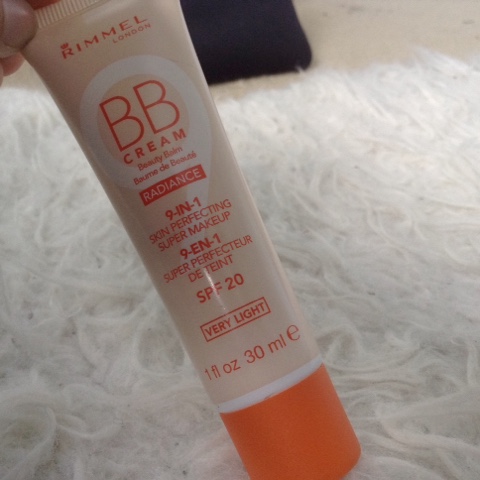 RIMMEL
LONDON
BB
CREAM
Beauty Balm
Baume de Beauté
RADIANCE
9-IN-1
SKIN PERFECTING
SUPER MAKEUP
9-EN-1
SUPER PERFECTEUR
DE TEINT
SPF 20
VERY LIGHT
1 fl oz 30 ml e